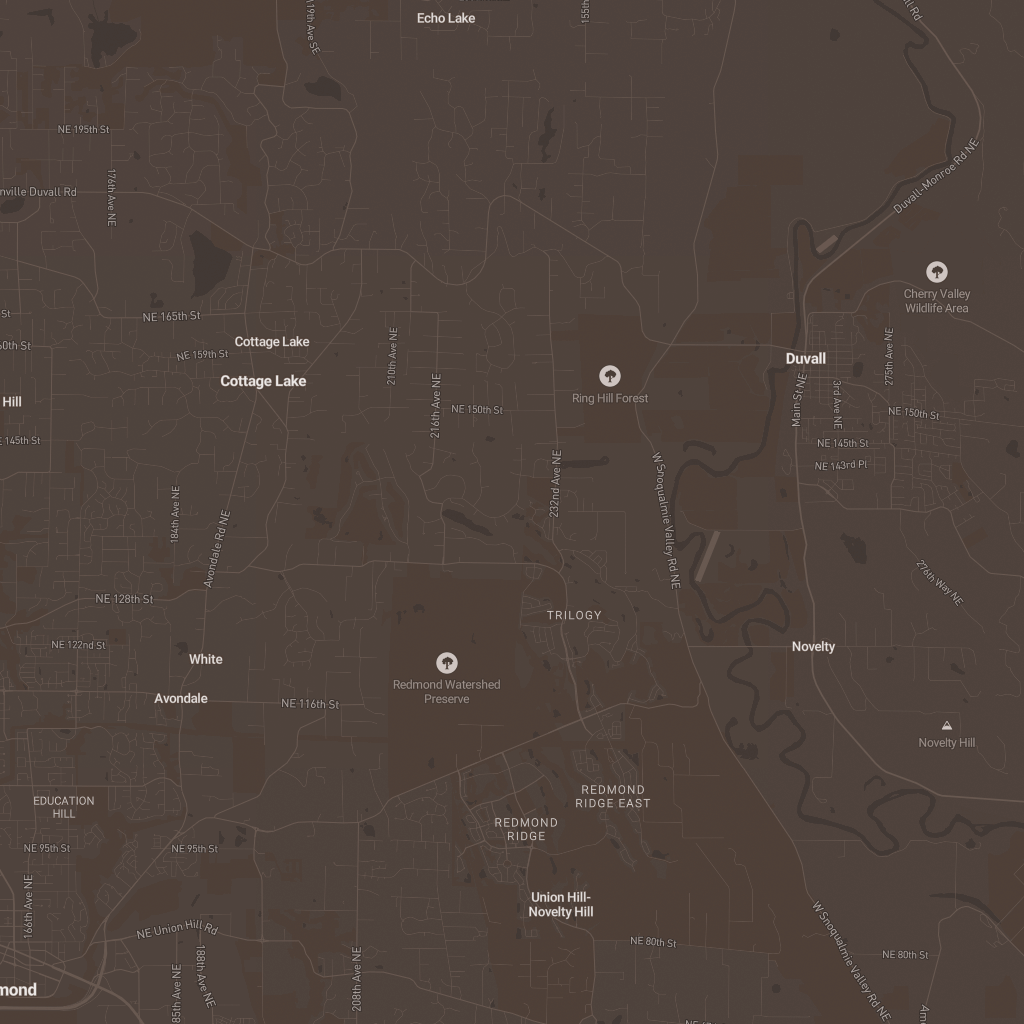 Echo Lake
119th Ave SE
155th
NE 195th St
176th Ave NE
nville Duvall Rd
Duvall-Monroe Rd NE
Cherry Valley
Wildlife Area
St
NE 165th St
Cottage Lake
NE 159th St
60th St
210th Ave NE
Duvall
275th Ave NE
Cottage Lake
216th Ave NE
Ring Hill Forest
Main St NE
3rd Ave NE
Hill
NE 150th St
NE 150th St
145th St
NE 145th St
NE 143rd Pl
232nd Ave NE
W Snoqualmie Valley Rd NE
184th Ave NE
Avondale Rd NE
276th Way NE
NE 128th St
TRILOGY
NE 122nd St
White
Novelty
Avondale
Redmond Watershed
Preserve
NE 116th St
Novelty Hill
EDUCATION
HILL
REDMOND
RIDGE EAST
REDMOND
RIDGE
NE 95th St
NE 95th St
166th Ave NE
Union Hill-
Novelty Hill
NE Union Hill Rd
NE 80th St
NE 80th St
W Snoqualmie Valley Rd NE
188th Ave NE
85th Ave NE
208th Ave NE
mond